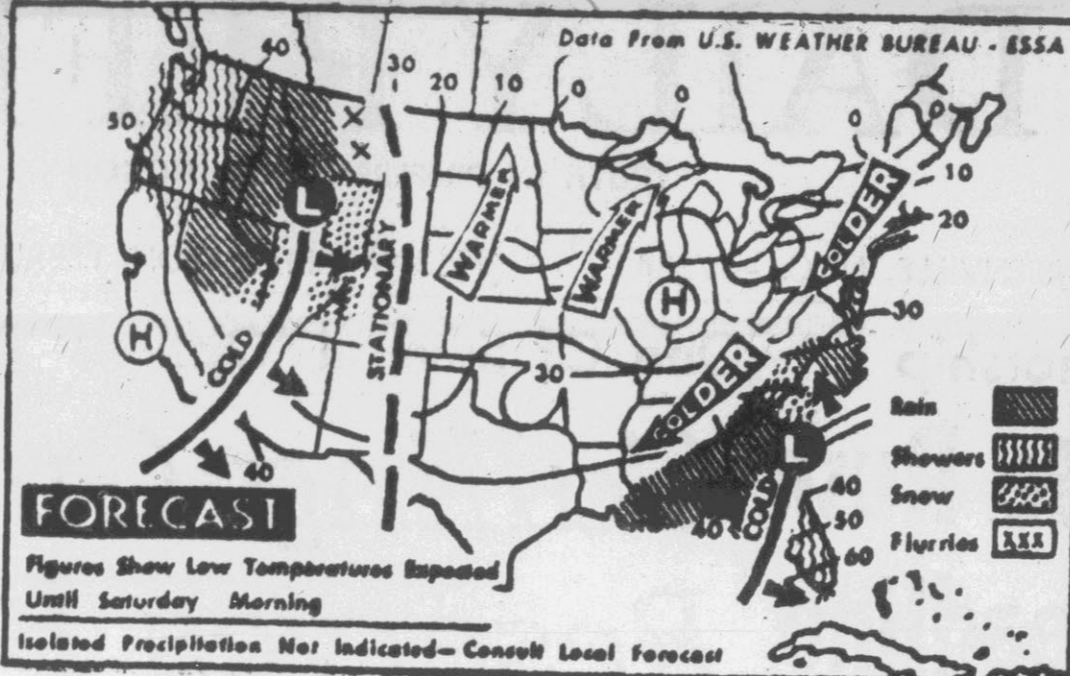 Data From U.S. WEATHER BUREAU - ESSA
40
30
20
10
0
0
0
0
10
20
30
50
L
WARMER
WARMER
COLDER
STATIONARY
H
H
COLD
30
COLDER
L
COLD
40
40
40
50
60
Rain
Showers
Snow
Flurries
FORECAST
Figures Show Low Temperatures Expected
Until Saturday Morning
Isolated Precipitation Not Indicated— Consult Local Forecast